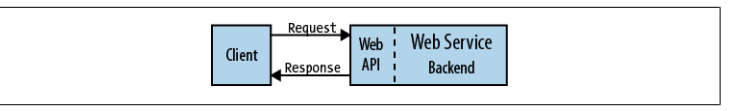 Request
Client
Web API
Web Service
Backend
Response